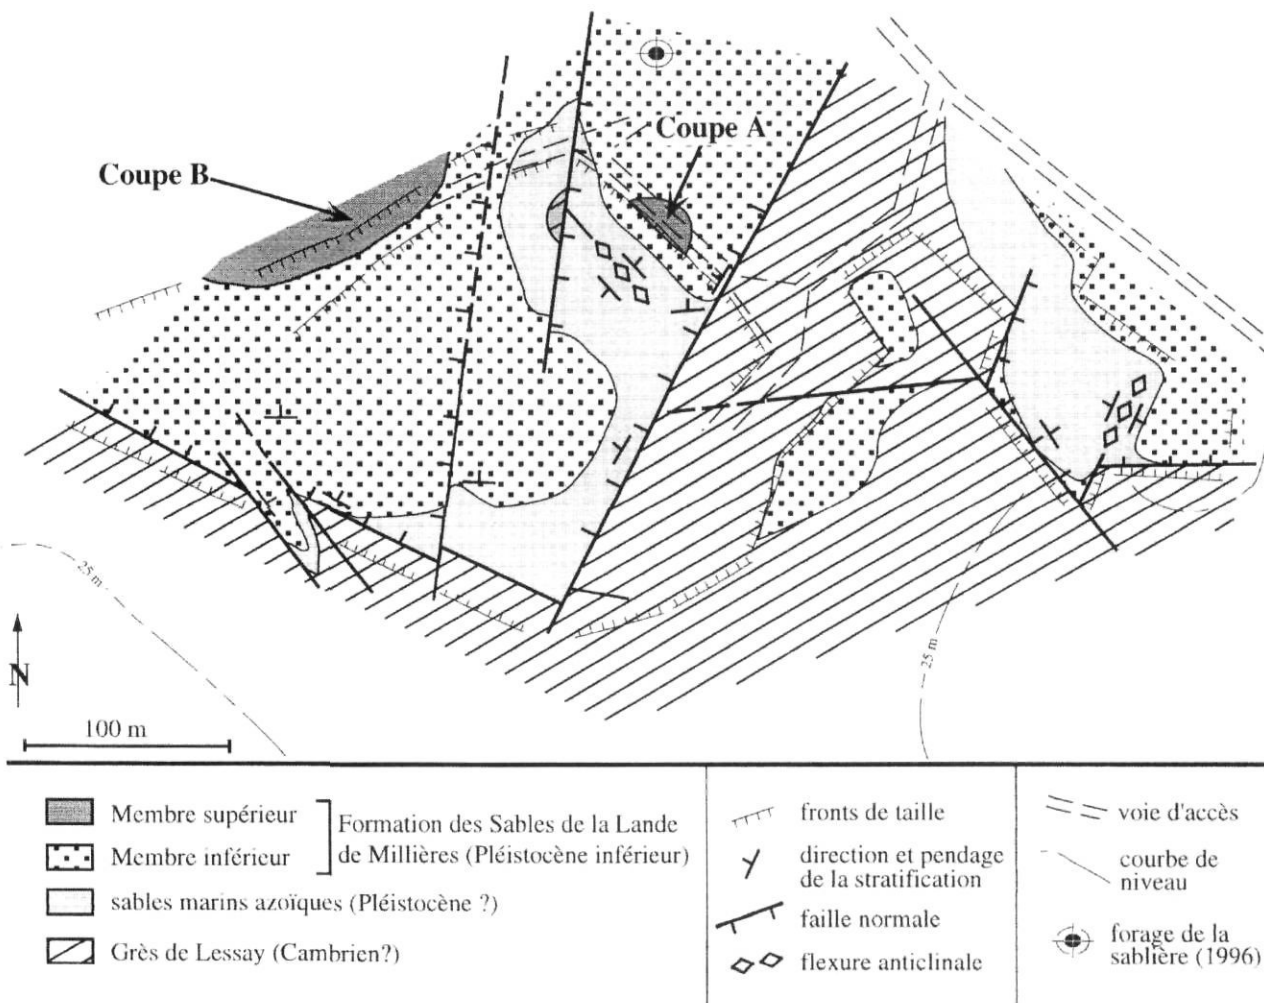 Coupe A
Coupe B
25 m
25 m
N
100 m
Membre supérieur
Membre inférieur
Formation des Sables de la Lande
de Millières (Pléistocène inférieur)
sables marins azoïques (Pléistocène ?)
Grès de Lessay (Cambrien?)
fronts de taille
direction et pendage
de la stratification
faille normale
flexure anticlinale
voie d'accès
courbe de
niveau
forage de la
sablière (1996)